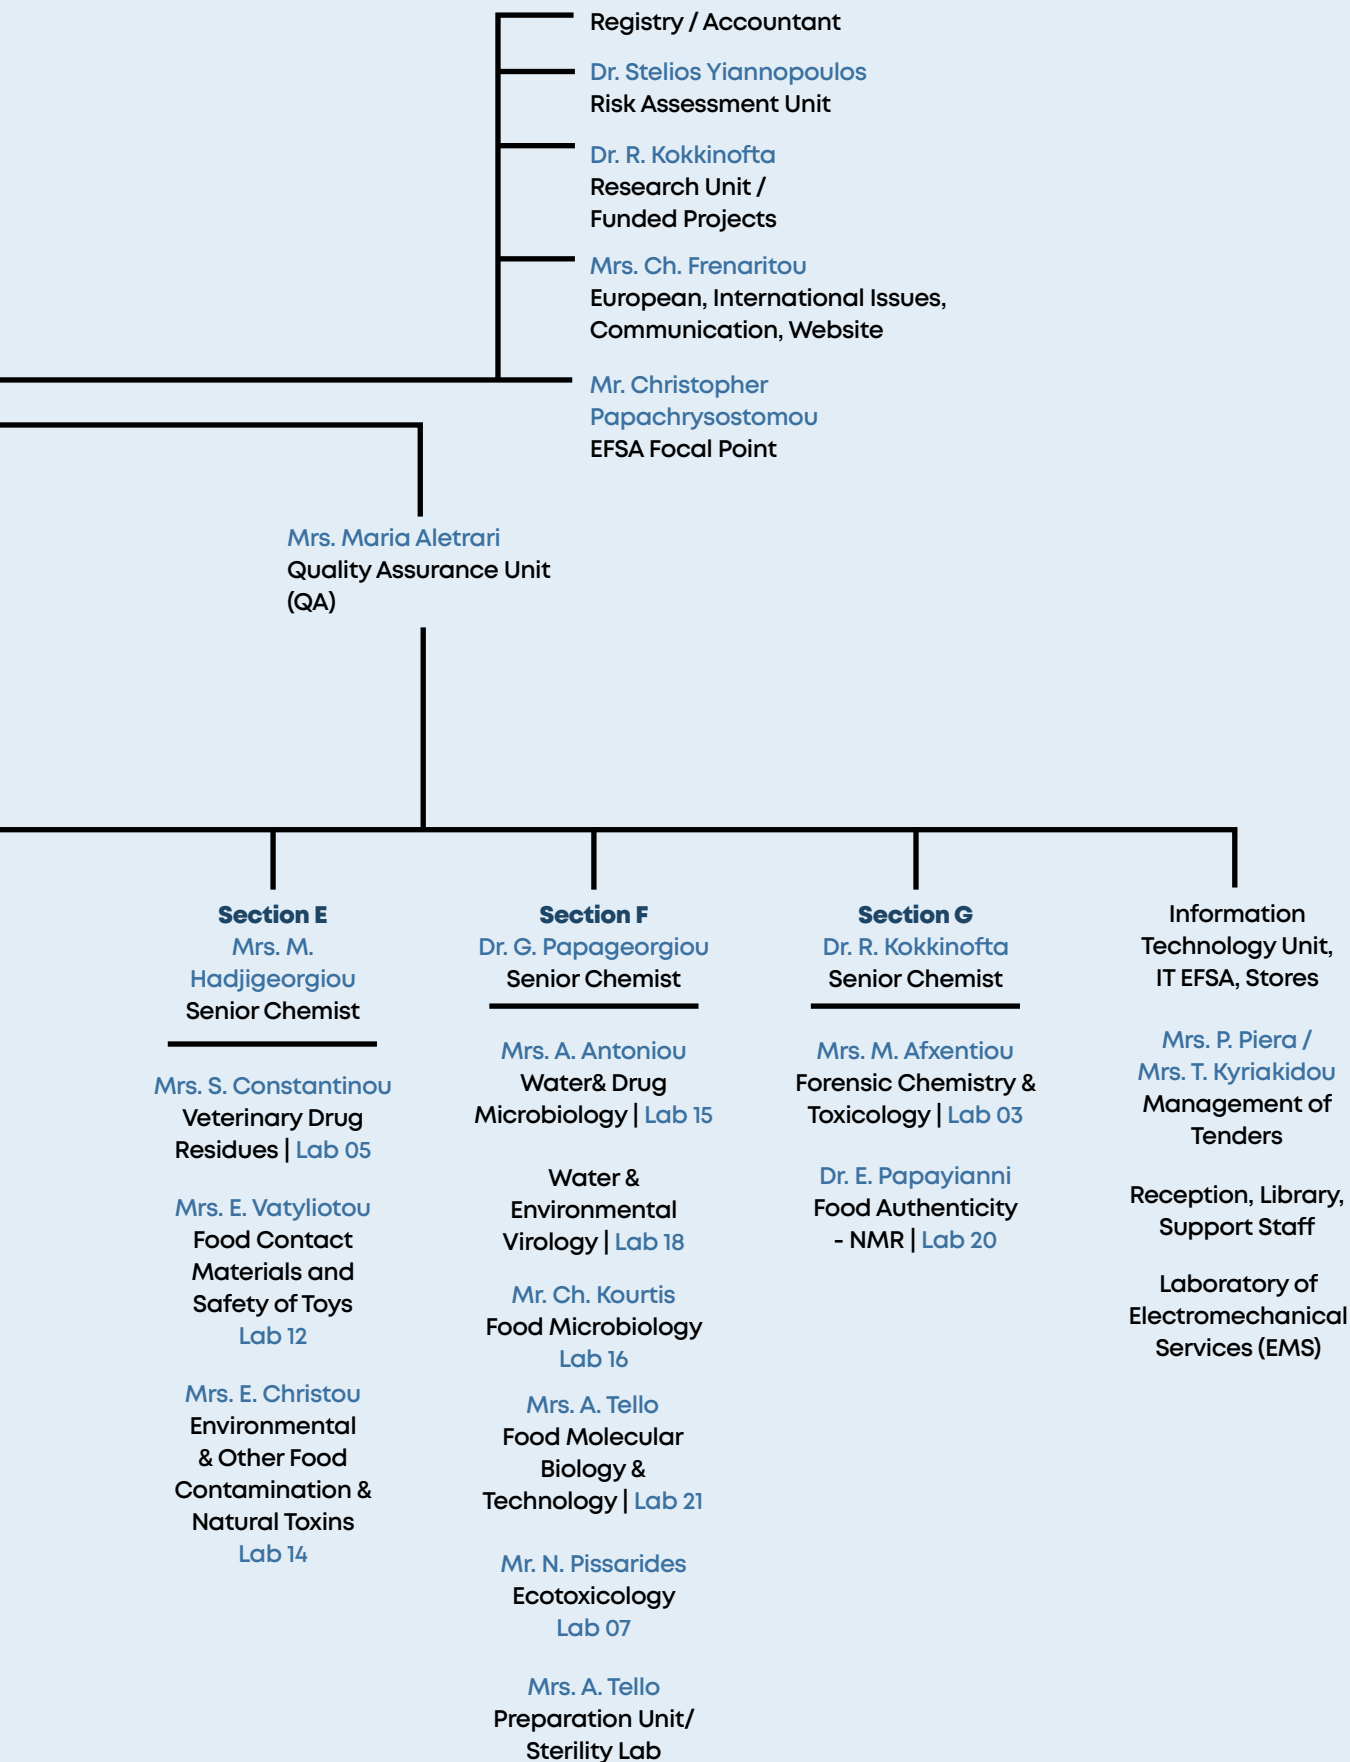 Registry / Accountant
Dr. Stelios Yiannopoulos
Risk Assessment Unit
Dr. R. Kokkinofta
Research Unit /
Funded Projects
Mrs. Ch. Frenaritou
European, International Issues,
Communication, Website
Mr. Christopher
Papachrysostomou
EFSA Focal Point
Mrs. Maria Aletrari
Quality Assurance Unit
(QA)
Section E
Mrs. M.
Hadjigeorgiou
Senior Chemist
Mrs. S. Constantinou
Veterinary Drug
Residues | Lab 05
Mrs. E. Vatyliotou
Food Contact
Materials and
Safety of Toys
Lab 12
Mrs. E. Christou
Environmental
& Other Food
Contamination &
Natural Toxins
Lab 14
Section F
Dr. G. Papageorgiou
Senior Chemist
Mrs. A. Antoniou
Water& Drug
Microbiology | Lab 15
Water &
Environmental
Virology | Lab 18
Mr. Ch. Kourtis
Food Microbiology
Lab 16
Mrs. A. Tello
Food Molecular
Biology &
Technology | Lab 21
Mr. N. Pissarides
Ecotoxicology
Lab 07
Mrs. A. Tello
Preparation Unit/
Sterility Lab
Section G
Dr. R. Kokkinofta
Senior Chemist
Mrs. M. Afxentiou
Forensic Chemistry &
Toxicology | Lab 03
Dr. E. Papayianni
Food Authenticity
- NMR | Lab 20
Information
Technology Unit,
IT EFSA, Stores
Mrs. P. Piera /
Mrs. T. Kyriakidou
Management of
Tenders
Reception, Library,
Support Staff
Laboratory of
Electromechanical
Services (EMS)